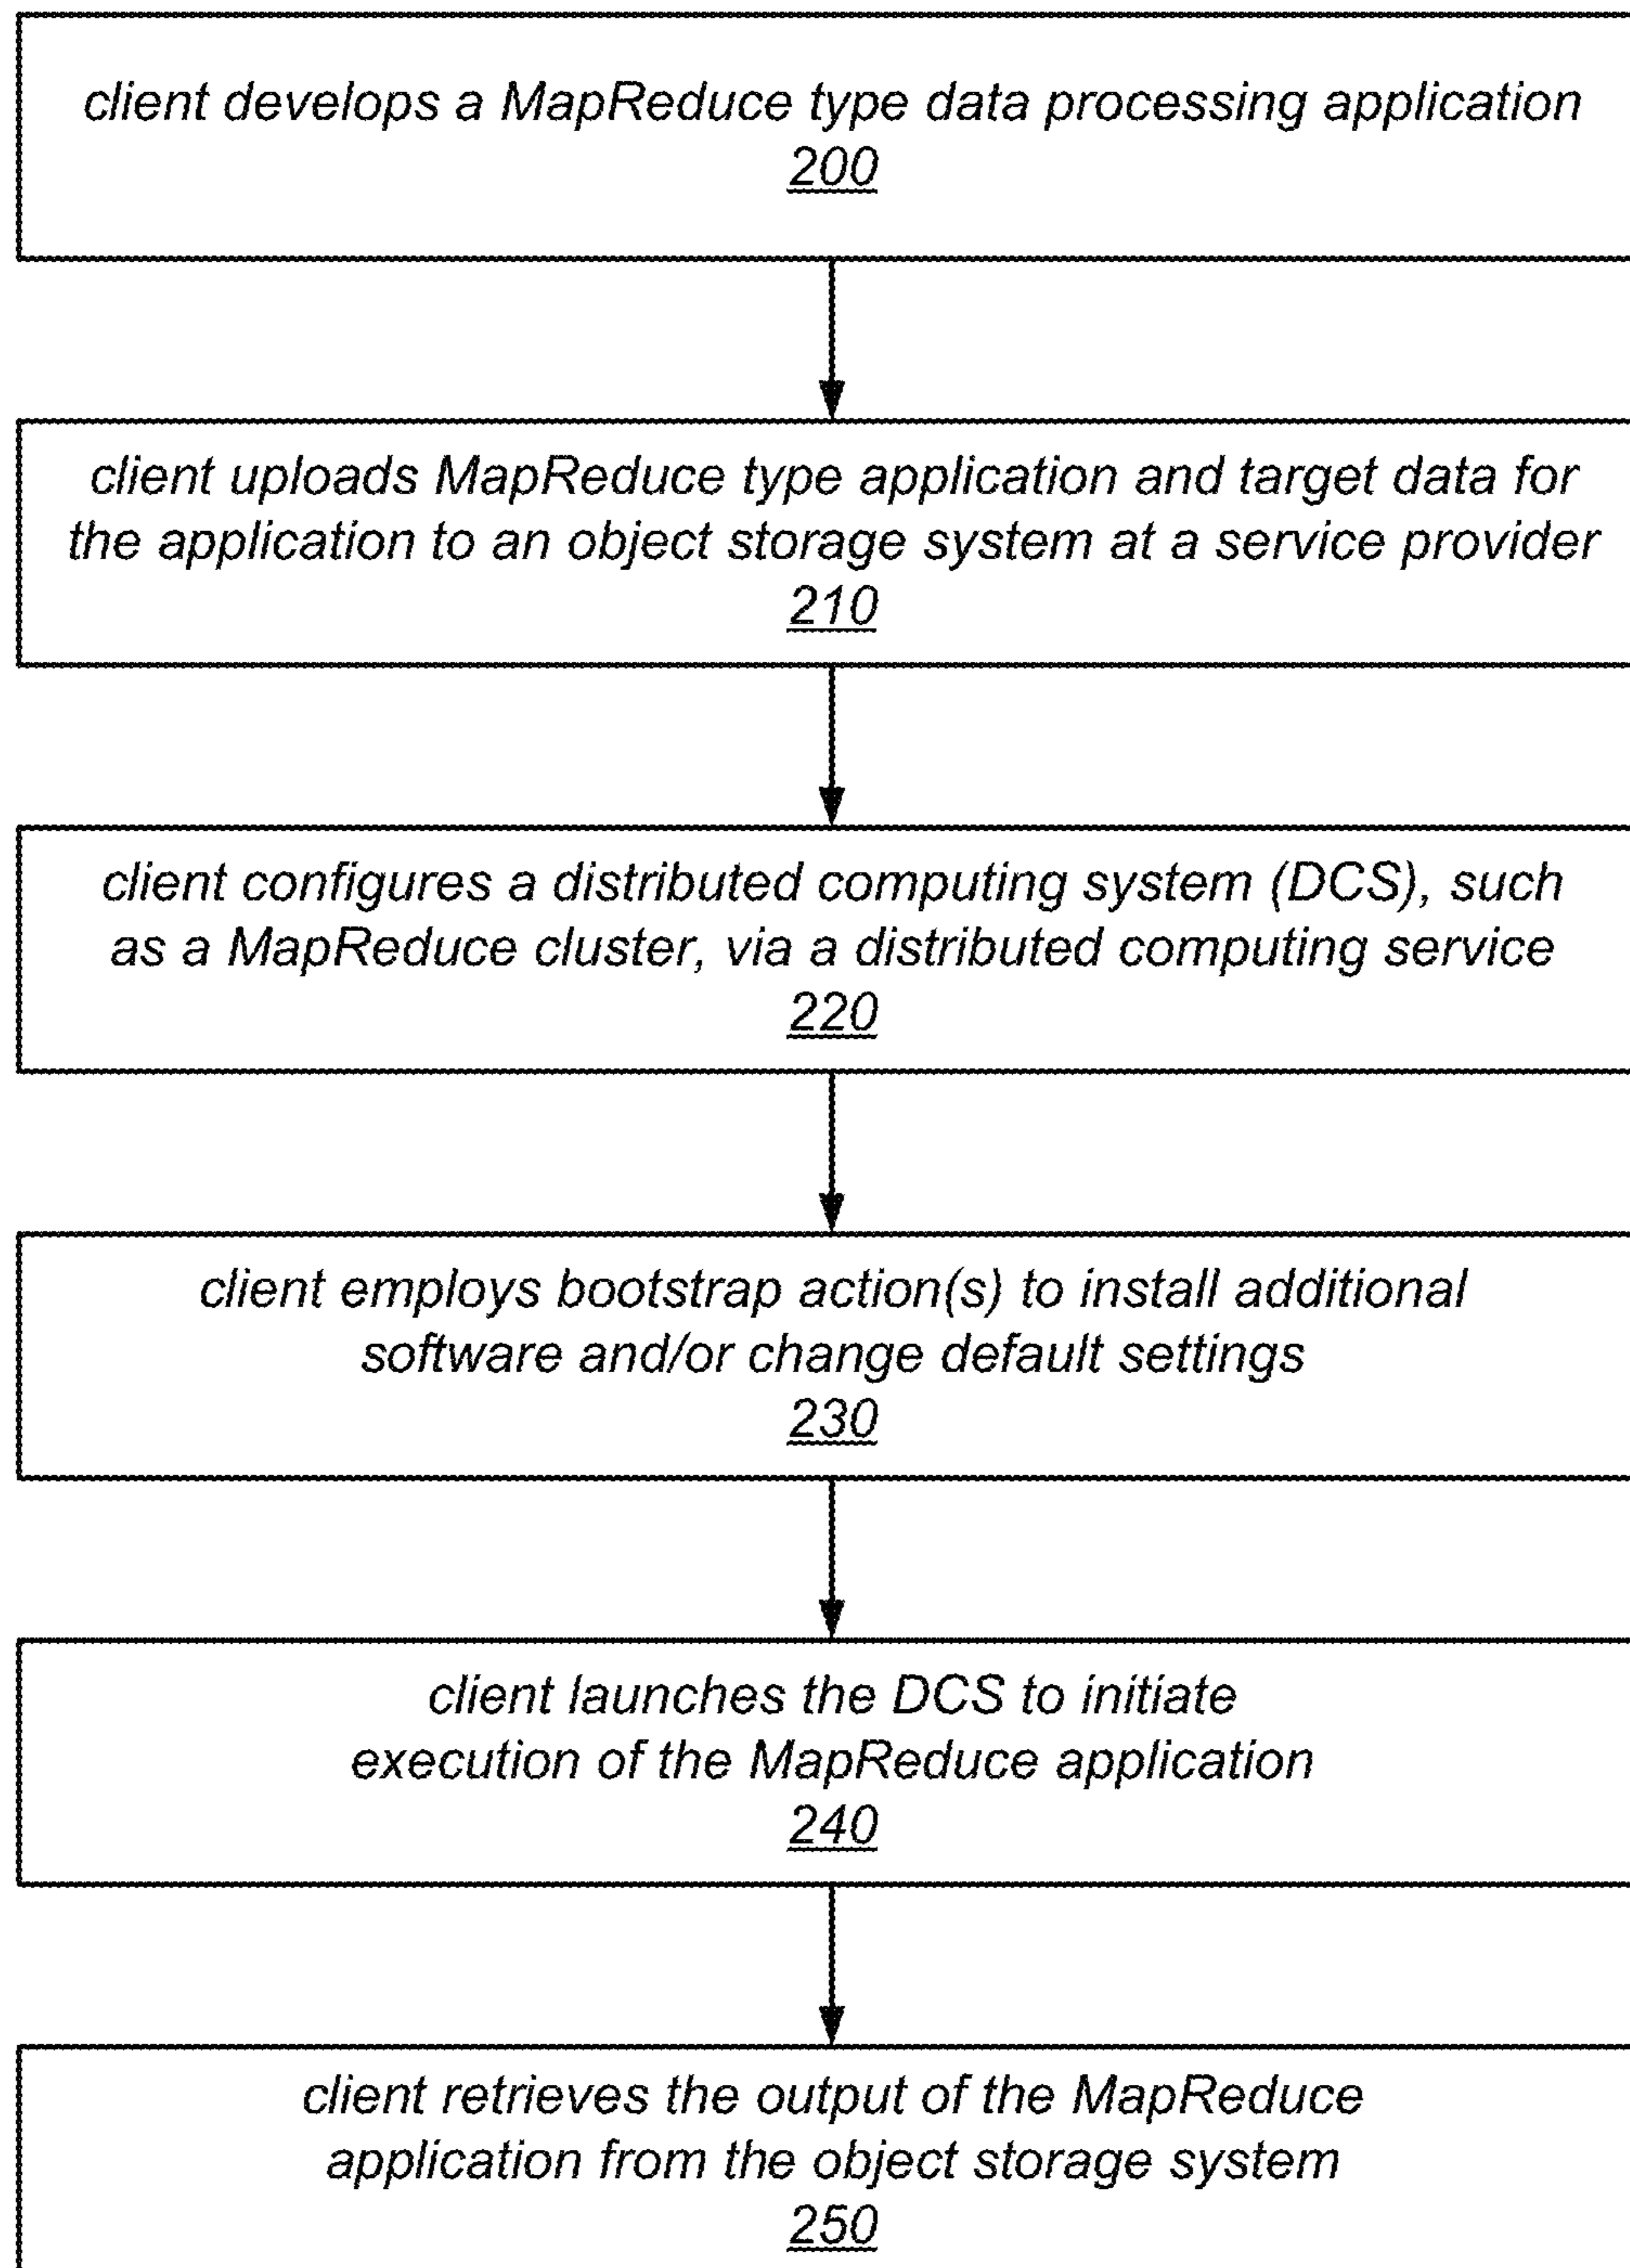 client develops a MapReduce type data processing application
200
client uploads MapReduce type application and target data for
the application to an object storage system at a service provider
210
client configures a distributed computing system (DCS), such
as a MapReduce cluster, via a distributed computing service
220
client employs bootstrap action(s) to install additional
software and/or change default settings
230
client launches the DCS to initiate
execution of the MapReduce application
240
client retrieves the output of the MapReduce
application from the object storage system
250